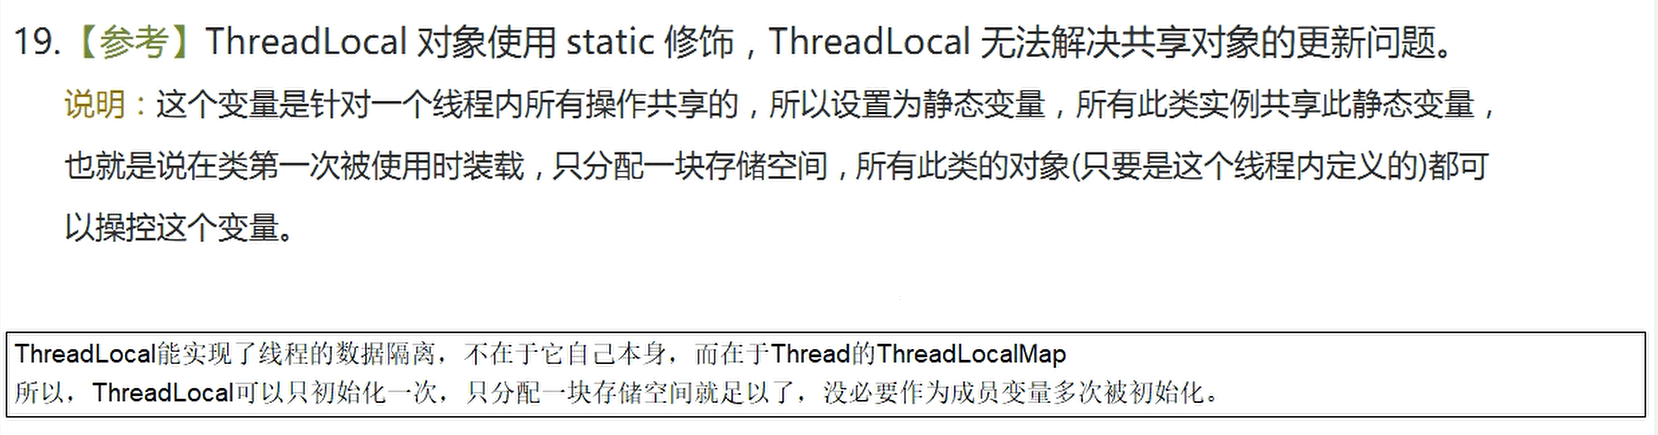 19.【参考】ThreadLocal 对象使用 static 修饰，ThreadLocal 无法解决共享对象的更新问题。
说明：这个变量是针对一个线程内所有操作共享的，所以设置为静态变量，所有此类实例共享此静态变量，
也就是说在类第一次被使用时装载，只分配一块存储空间，所有此类的对象(只要是这个线程内定义的)都可
以操控这个变量。
ThreadLocal能实现了线程的数据隔离，不在于它自己本身，而在于Thread的ThreadLocalMap
所以，ThreadLocal可以只初始化一次，只分配一块存储空间就足以了，没必要作为成员变量多次被初始化。